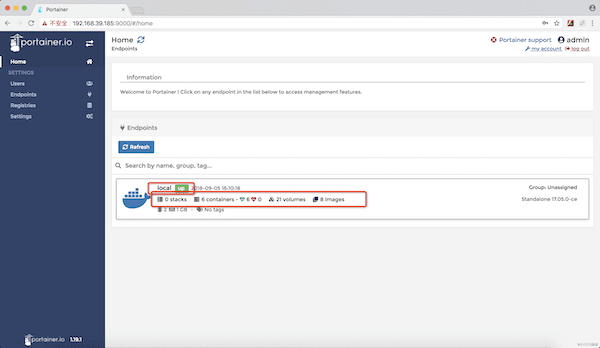 Portainer
不安全 192.168.39.185:9000/#/home
portainer.io
Home
SETTINGS
Users
Endpoints
Registries
Settings
portainer.io 1.19.1
Home
Endpoints
Portainer support admin
my account log out
Information
Welcome to Portainer ! Click on any endpoint in the list below to access management features.
Endpoints
Refresh
Search by name, group, tag...
local up 2018-09-05 16:10:18
Group: Unassigned
0 stacks 6 containers - 6 0 21 volumes 8 images
Standalone 17.05.0-ce
2 1 GB - No tags